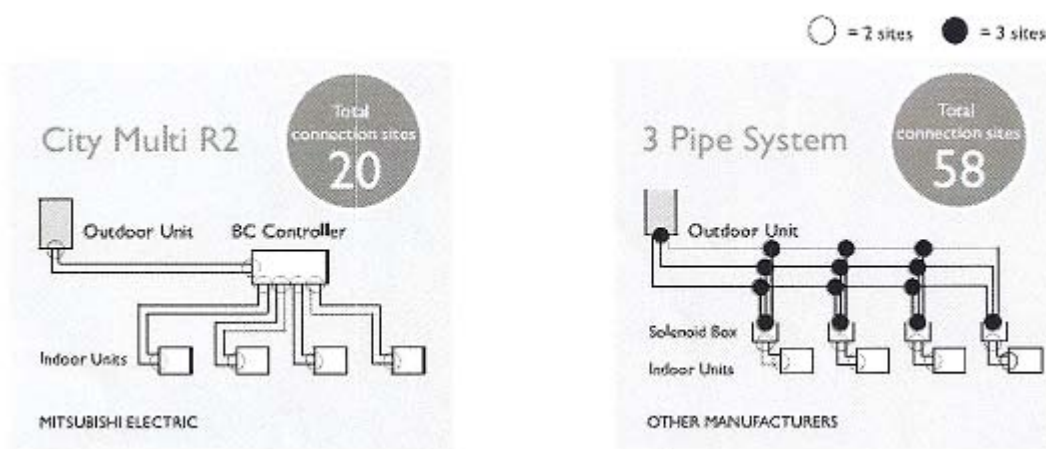 = 2 sites
= 3 sites
City Multi R2
Total
connection sites
20
Outdoor Unit
BC Controller
Indoor Units
MITSUBISHI ELECTRIC
3 Pipe System
Total
connection sites
58
Outdoor Unit
Solenoid Box
Indoor Units
OTHER MANUFACTURERS